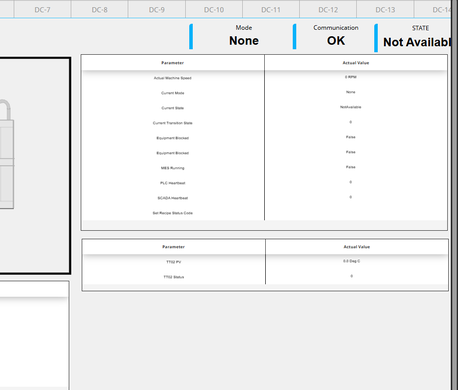 DC-7 DC-8 DC-9 DC-10 DC-11 DC-12 DC-13 DC-14
Mode Communication STATE
None OK Not Availabl
Parameter Actual Value
Actual Machine Speed 0 RPM
Current Mode None
Current State NotAvailable
Current Transition State 0
Equipment Blocked False
Equipment Blocked False
MES Running False
PLC Heartbeat 0
SCADA Heartbeat 0
Set Recipe Status Code
Parameter Actual Value
TT02 PV 0.0 Deg C
TT02 Status 0